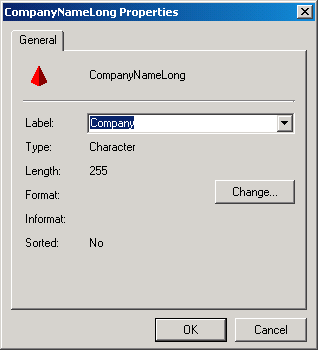 CompanyNameLong Properties
General
CompanyNameLong
Label: Company
Type: Character
Length: 255
Format: Change...
Informat:
Sorted: No
OK Cancel